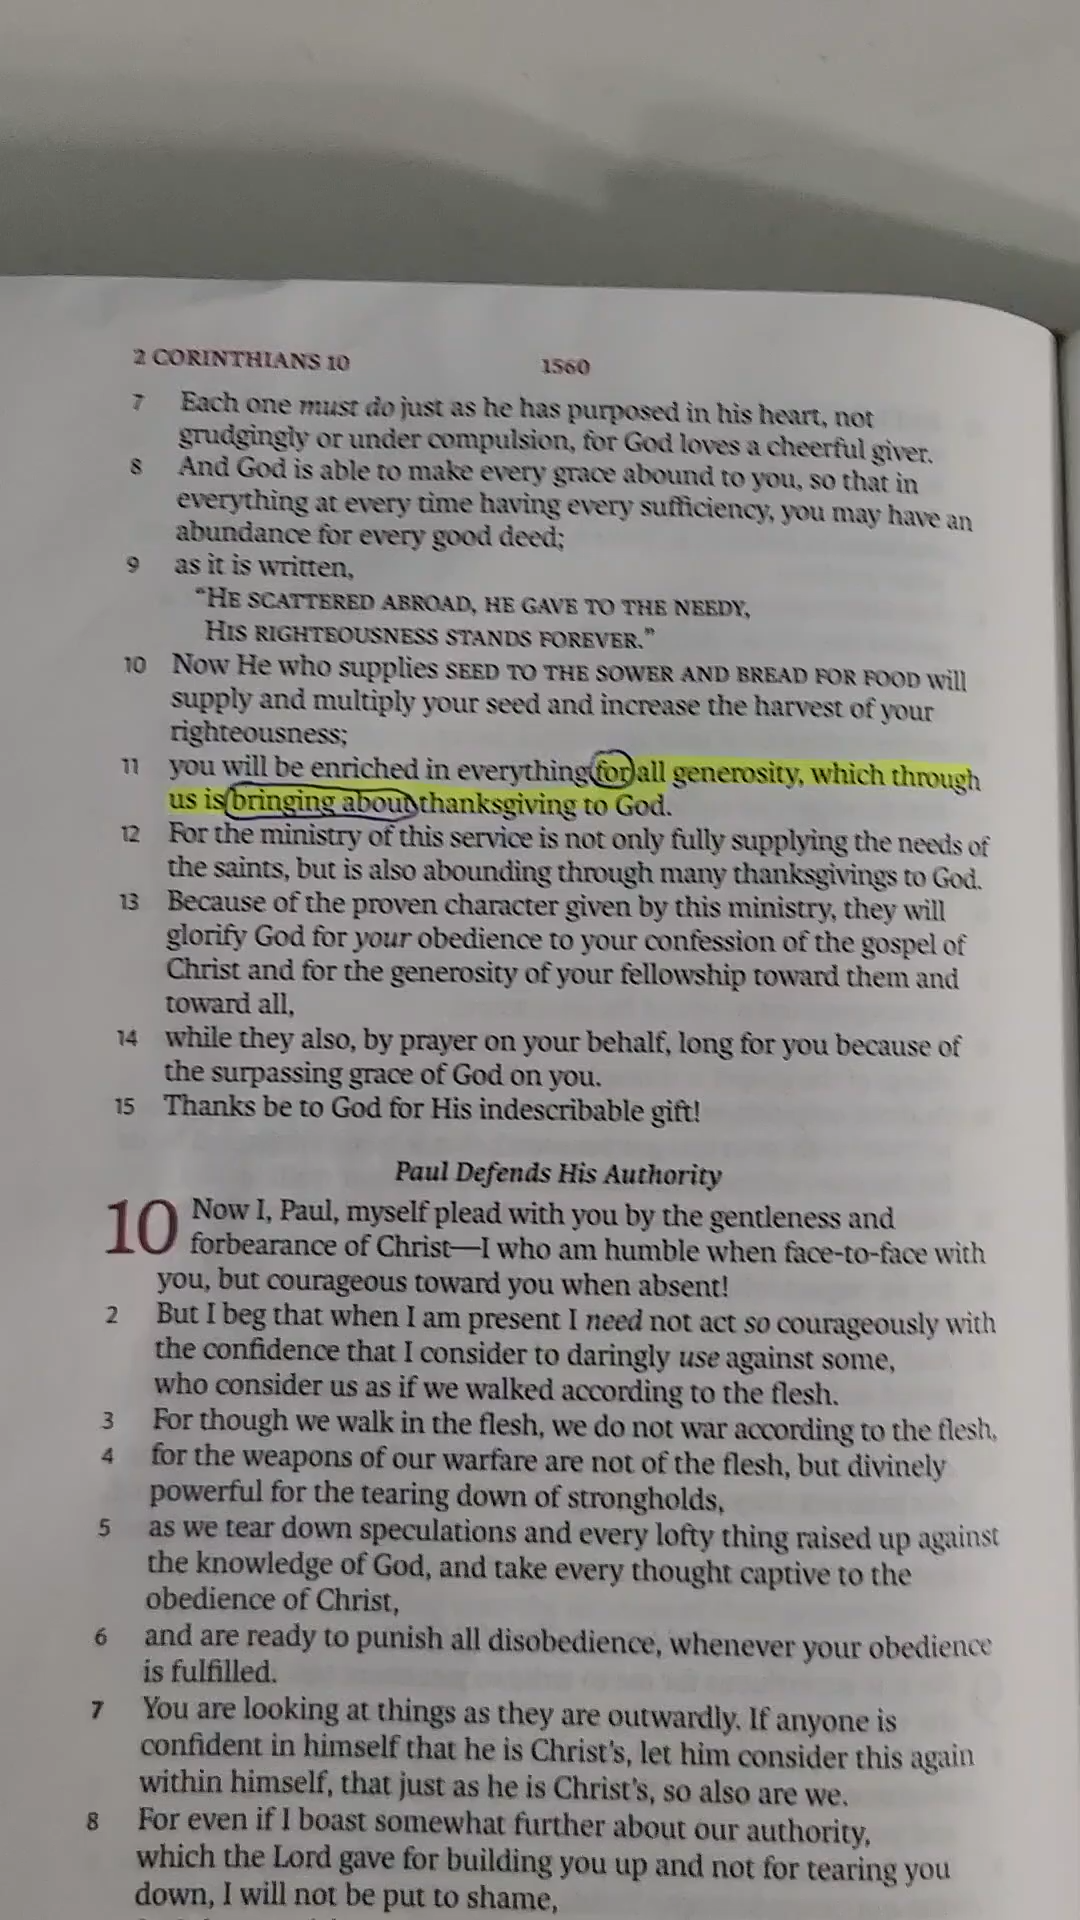 2 CORINTHIANS 10 1560
7 Each one must do just as he has purposed in his heart, not
grudgingly or under compulsion, for God loves a cheerful giver.
8 And God is able to make every grace abound to you, so that in
everything at every time having every sufficiency, you may have an
abundance for every good deed;
9 as it is written,
“HE SCATTERED ABROAD, HE GAVE TO THE NEEDY,
HIS RIGHTEOUSNESS STANDS FOREVER.”
10 Now He who supplies SEED TO THE SOWER AND BREAD FOR FOOD will
supply and multiply your seed and increase the harvest of your
righteousness;
11 you will be enriched in everything for all generosity, which through
us is bringing about thanksgiving to God.
12 For the ministry of this service is not only fully supplying the needs of
the saints, but is also abounding through many thanksgivings to God.
13 Because of the proven character given by this ministry, they will
glorify God for your obedience to your confession of the gospel of
Christ and for the generosity of your fellowship toward them and
toward all,
14 while they also, by prayer on your behalf, long for you because of
the surpassing grace of God on you.
15 Thanks be to God for His indescribable gift!
Paul Defends His Authority
10 Now I, Paul, myself plead with you by the gentleness and
forbearance of Christ—I who am humble when face-to-face with
you, but courageous toward you when absent!
2 But I beg that when I am present I need not act so courageously with
the confidence that I consider to daringly use against some,
who consider us as if we walked according to the flesh.
3 For though we walk in the flesh, we do not war according to the flesh,
4 for the weapons of our warfare are not of the flesh, but divinely
powerful for the tearing down of strongholds,
5 as we tear down speculations and every lofty thing raised up against
the knowledge of God, and take every thought captive to the
obedience of Christ,
6 and are ready to punish all disobedience, whenever your obedience
is fulfilled.
7 You are looking at things as they are outwardly. If anyone is
confident in himself that he is Christ’s, let him consider this again
within himself, that just as he is Christ’s, so also are we.
8 For even if I boast somewhat further about our authority,
which the Lord gave for building you up and not for tearing you
down, I will not be put to shame,